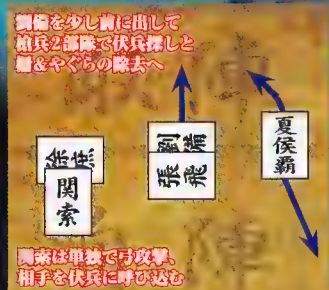 劉備を少し前に出して
槍兵2部隊で伏兵探しと
櫓&やぐらの除去へ
徐庶
関索
劉備
張飛
夏侯覇
関索は単独で弓攻撃、
相手を伏兵に呼び込む